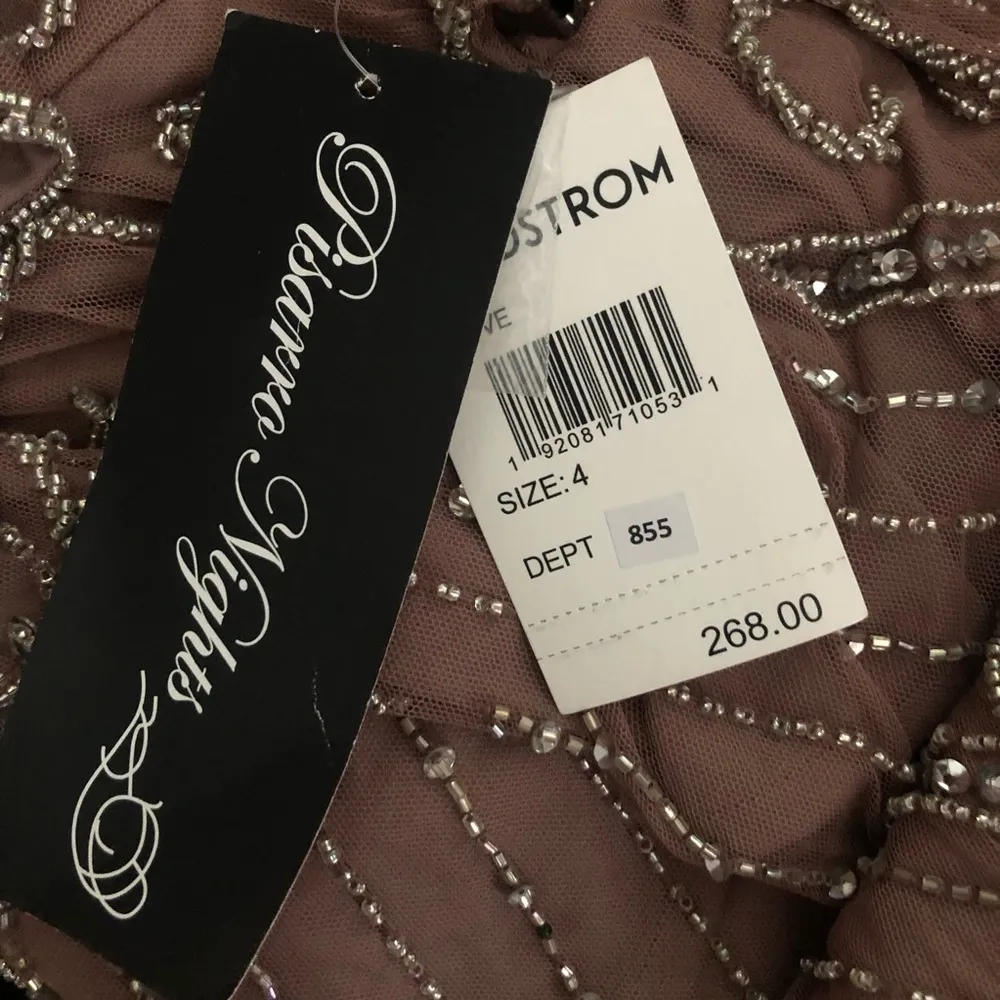 Pisarro Nights
DSTROM
VE
1 92081 71053 1
SIZE: 4
DEPT 855
268.00